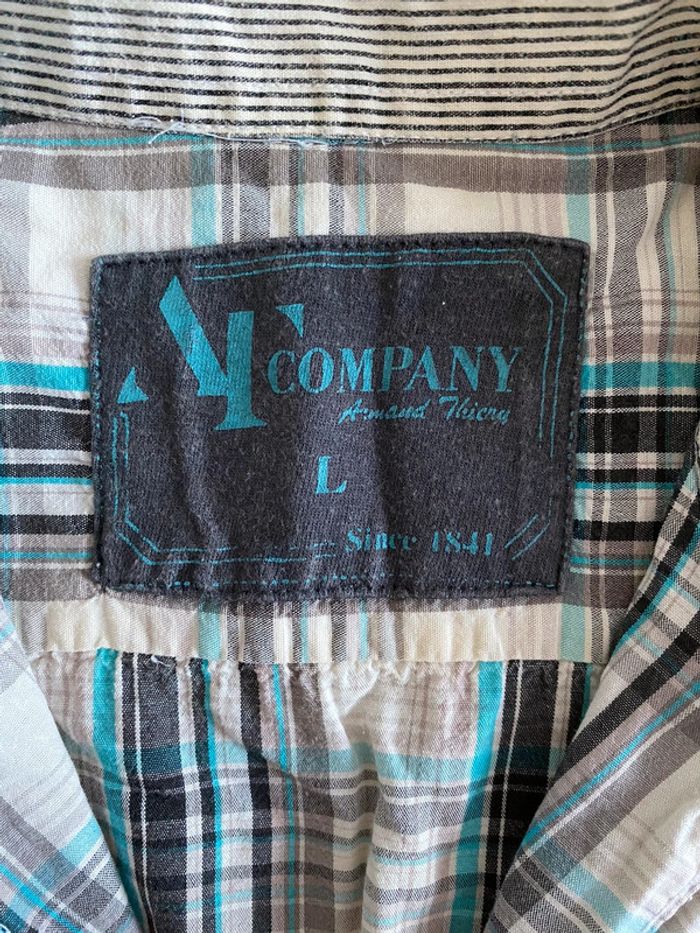 AT COMPANY
Armand Thiery
L
Since 1841